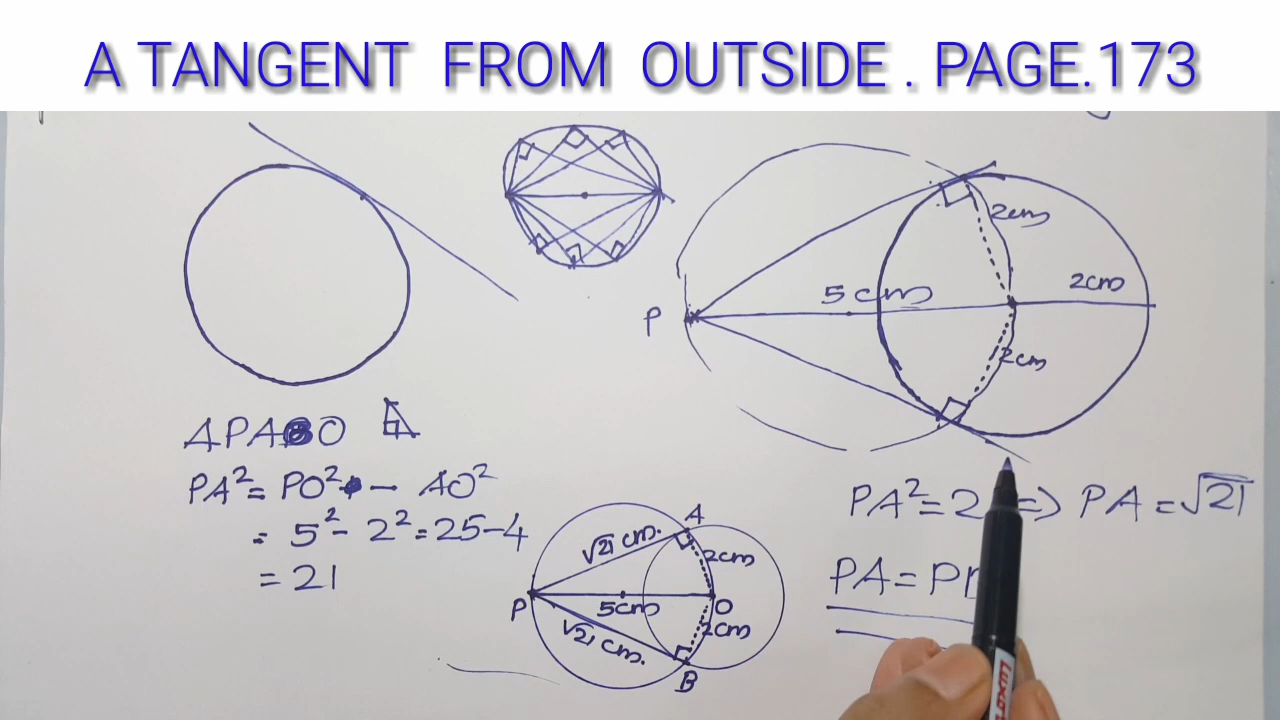 A TANGENT FROM OUTSIDE . PAGE.173
2cm
5cm
2cm
P
2cm
ΔPAO
PA²= PO² - AO²
= 5² - 2² = 25-4
= 21
PA² = 2 => PA = √21
PA = P
A
√21 cm.
2cm
P
5cm
O
√21 cm.
2cm
B